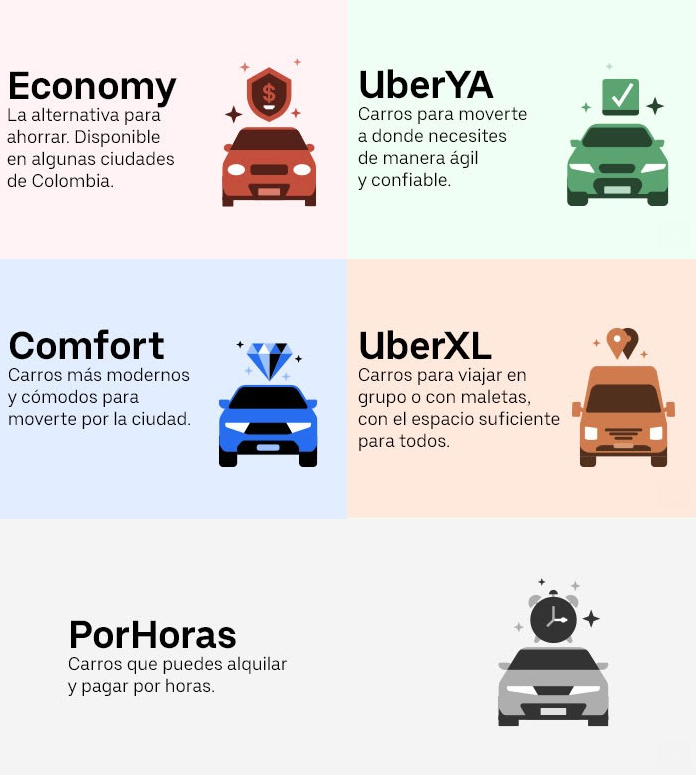 Economy
La alternativa para
ahorrar. Disponible
en algunas ciudades
de Colombia.
$
UberYA
Carros para moverte
a donde necesites
de manera ágil
y confiable.
Comfort
Carros más modernos
y cómodos para
moverte por la ciudad.
UberXL
Carros para viajar en
grupo o con maletas,
con el espacio suficiente
para todos.
PorHoras
Carros que puedes alquilar
y pagar por horas.